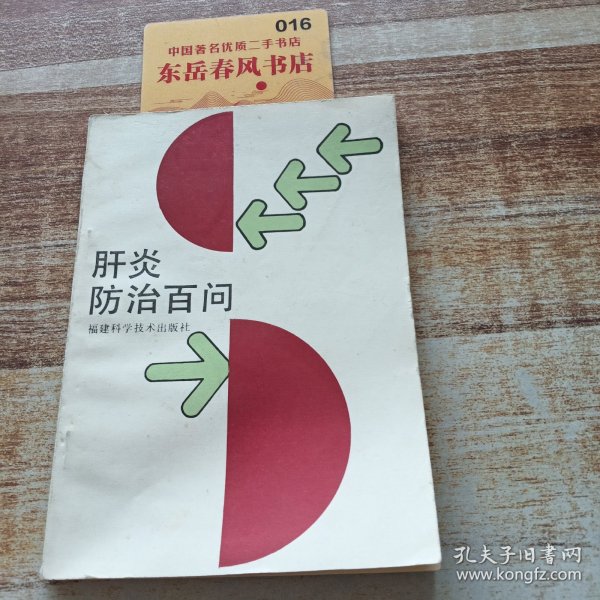 016
中国著名优质二手书店
东岳春风书店
肝炎
防治百问
福建科学技术出版社
孔夫子旧書网
www.kongfz.com